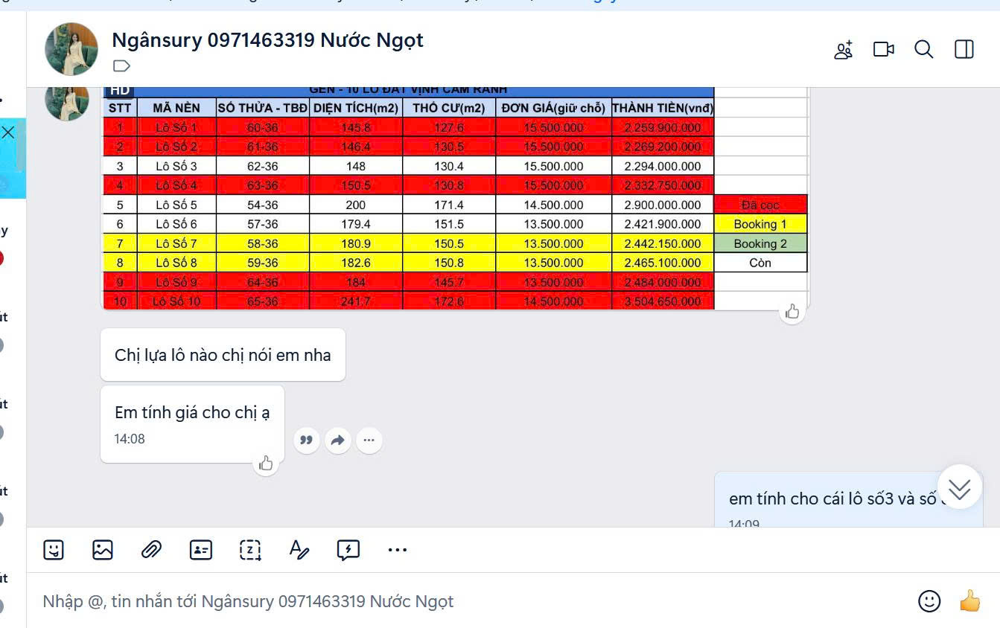 Ngânsury 0971463319 Nước Ngọt
HD
GEN - 10 LÔ ĐẤT VỊNH CAM RANH
STT MÃ NỀN SỐ THỬA - TBĐ DIỆN TÍCH(m2) THỔ CƯ(m2) ĐƠN GIÁ(giữ chỗ) THÀNH TIỀN(vnđ)
1 Lô Số 1 60-36 145.8 127.6 15.500.000 2.259.900.000
2 Lô Số 2 61-36 146.4 130.5 15.500.000 2.269.200.000
3 Lô Số 3 62-36 148 130.4 15.500.000 2.294.000.000
4 Lô Số 4 63-36 150.5 130.8 15.500.000 2.332.750.000
5 Lô Số 5 54-36 200 171.4 14.500.000 2.900.000.000 Đã cọc
6 Lô Số 6 57-36 179.4 151.5 13.500.000 2.421.900.000 Booking 1
7 Lô Số 7 58-36 180.9 150.5 13.500.000 2.442.150.000 Booking 2
8 Lô Số 8 59-36 182.6 150.8 13.500.000 2.465.100.000 Còn
9 Lô Số 9 64-36 184 145.7 13.500.000 2.484.000.000
10 Lô Số 10 65-36 241.7 172.6 14.500.000 3.504.650.000
Chị lựa lô nào chị nói em nha
Em tính giá cho chị ạ
14:08
em tính cho cái lô số3 và số
14:09
Nhập @, tin nhắn tới Ngânsury 0971463319 Nước Ngọt